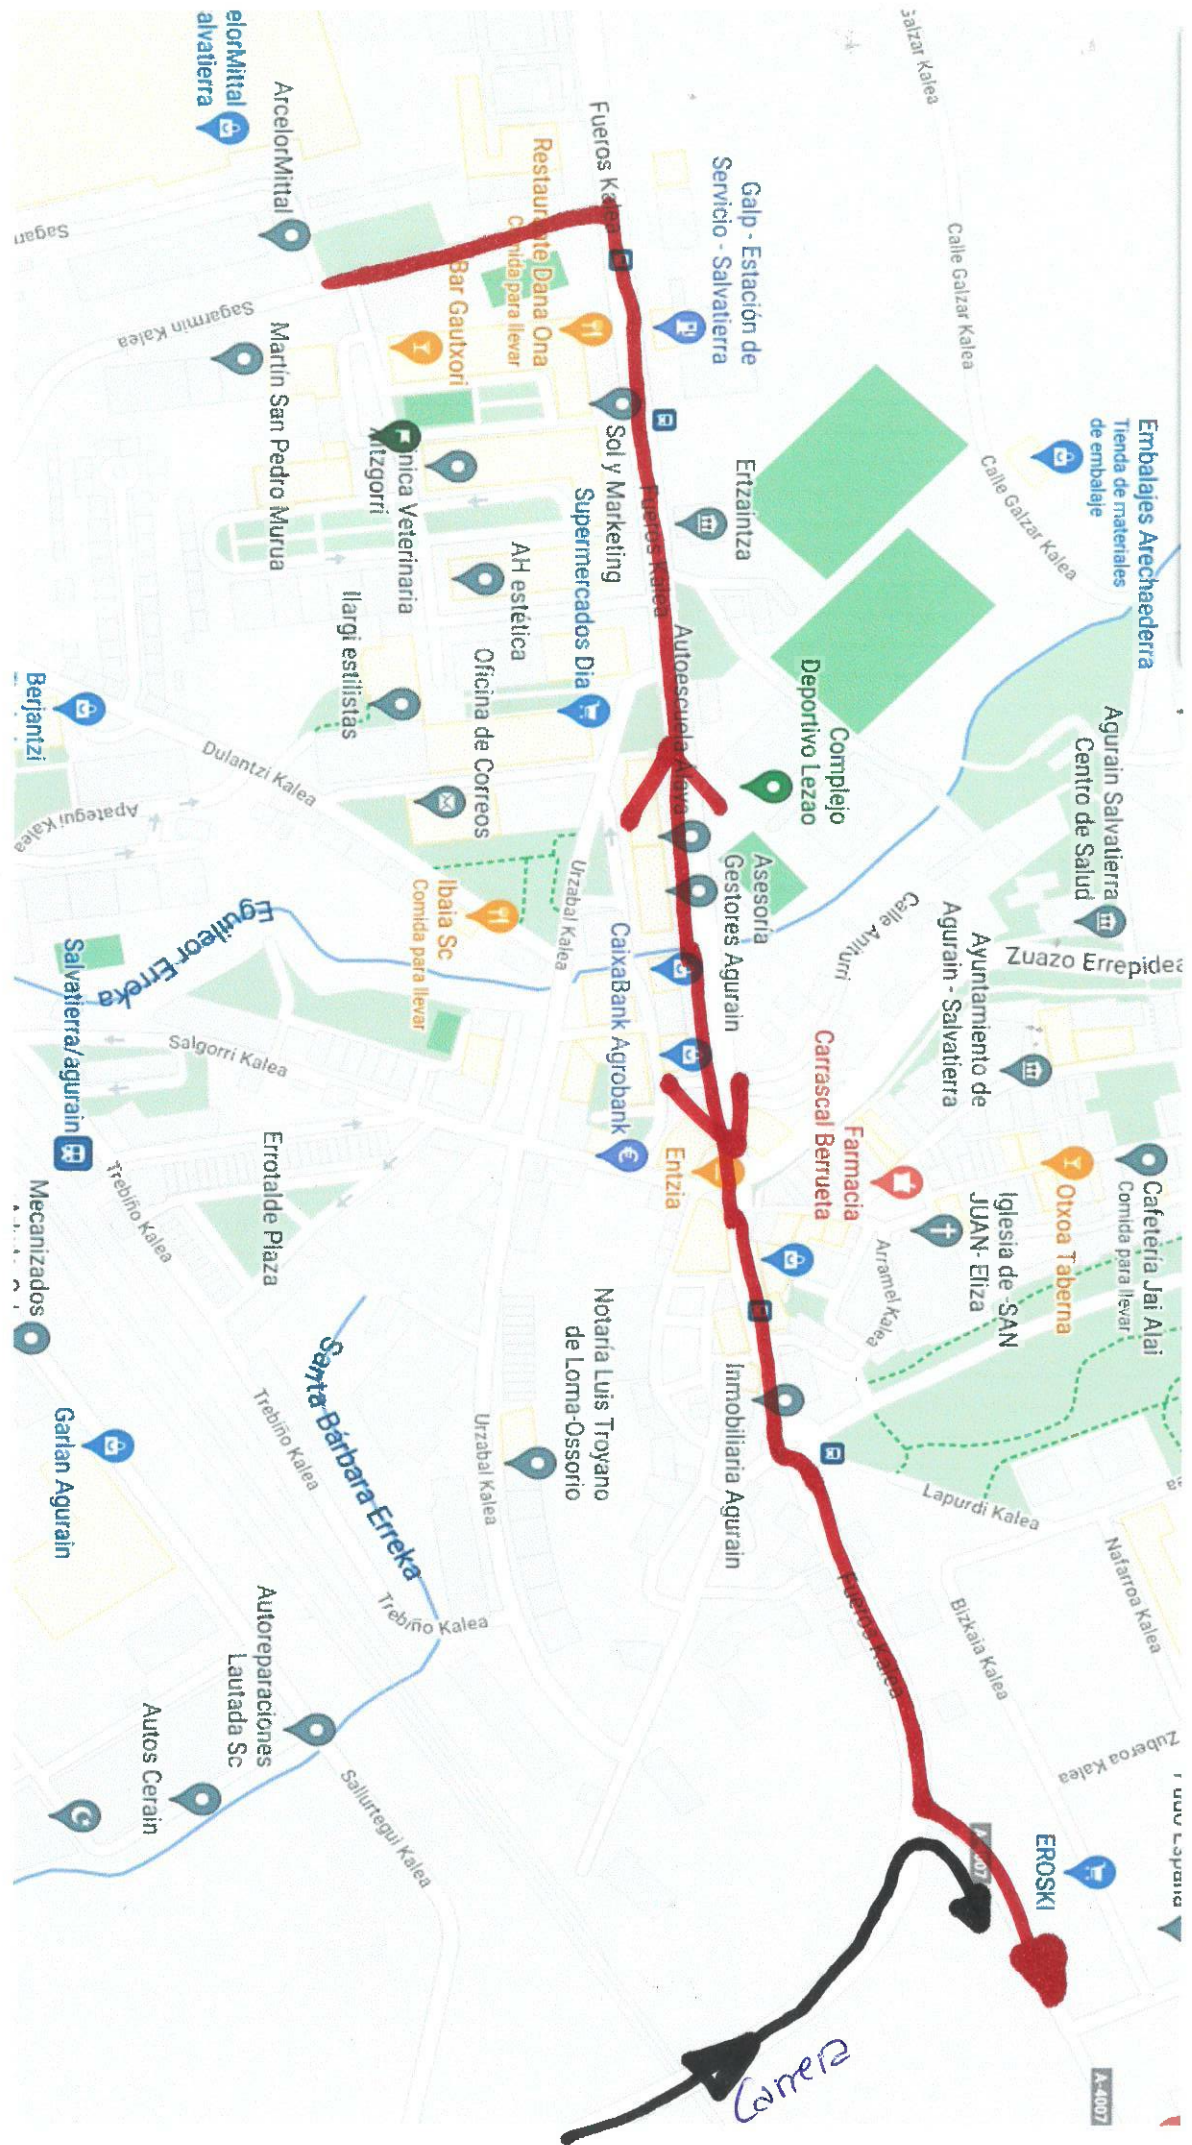 Galzar Kalea
Calle Galzar Kalea
Calle Galzar Kalea
Embalajes Arechaederra
Tienda de materiales
de embalaje
Agurain Salvatierra
Centro de Salud
Zuazo Errepidea
Cafetería Jai Alai
Comida para llevar
Otxoa Taberna
Ayuntamiento de
Agurain - Salvatierra
Iglesia de -SAN
JUAN- Eliza
Arramel Kalea
Farmacia
Carrascal Berrueta
Lapurdi Kalea
Nafarroa Kalea
Bizkaia Kalea
Zuberoa Kalea
EROSKI
A-4007
Galp - Estación de
Servicio - Salvatierra
Ertzaintza
Complejo
Deportivo Lezao
Asesoría
Gestores Agurain
Fueros Kalea
Fueros Kalea
Autoescuela Alava
Entzia
Inmobiliaria Agurain
Fueros Kalea
Restaurante Dana Ona
Comida para llevar
Bar Gautxori
Sol y Marketing
Supermercados Dia
AH estética
Oficina de Correos
Urzabal Kalea
CaixaBank Agrobank
Ibaia Sc
Comida para llevar
Notaría Luis Troyano
de Loma-Ossorio
Urzabal Kalea
elorMittal
alvatierra
ArcelorMittal
Sagarmin Kalea
Martín San Pedro Murua
inica Veterinaria
Ilargi estilistas
Dulantzi Kalea
Apategui Kalea
Berjantzi
Eguileor Erreka
Salgorri Kalea
Salvatierra/agurain
Errotalde Plaza
Trebiño Kalea
Mecanizados
Santa Bárbara Erreka
Trebiño Kalea
Trebiño Kalea
Garlan Agurain
Autoreparaciones
Lautada Sc
Autos Cerain
Sallurtegui Kalea
Carrera